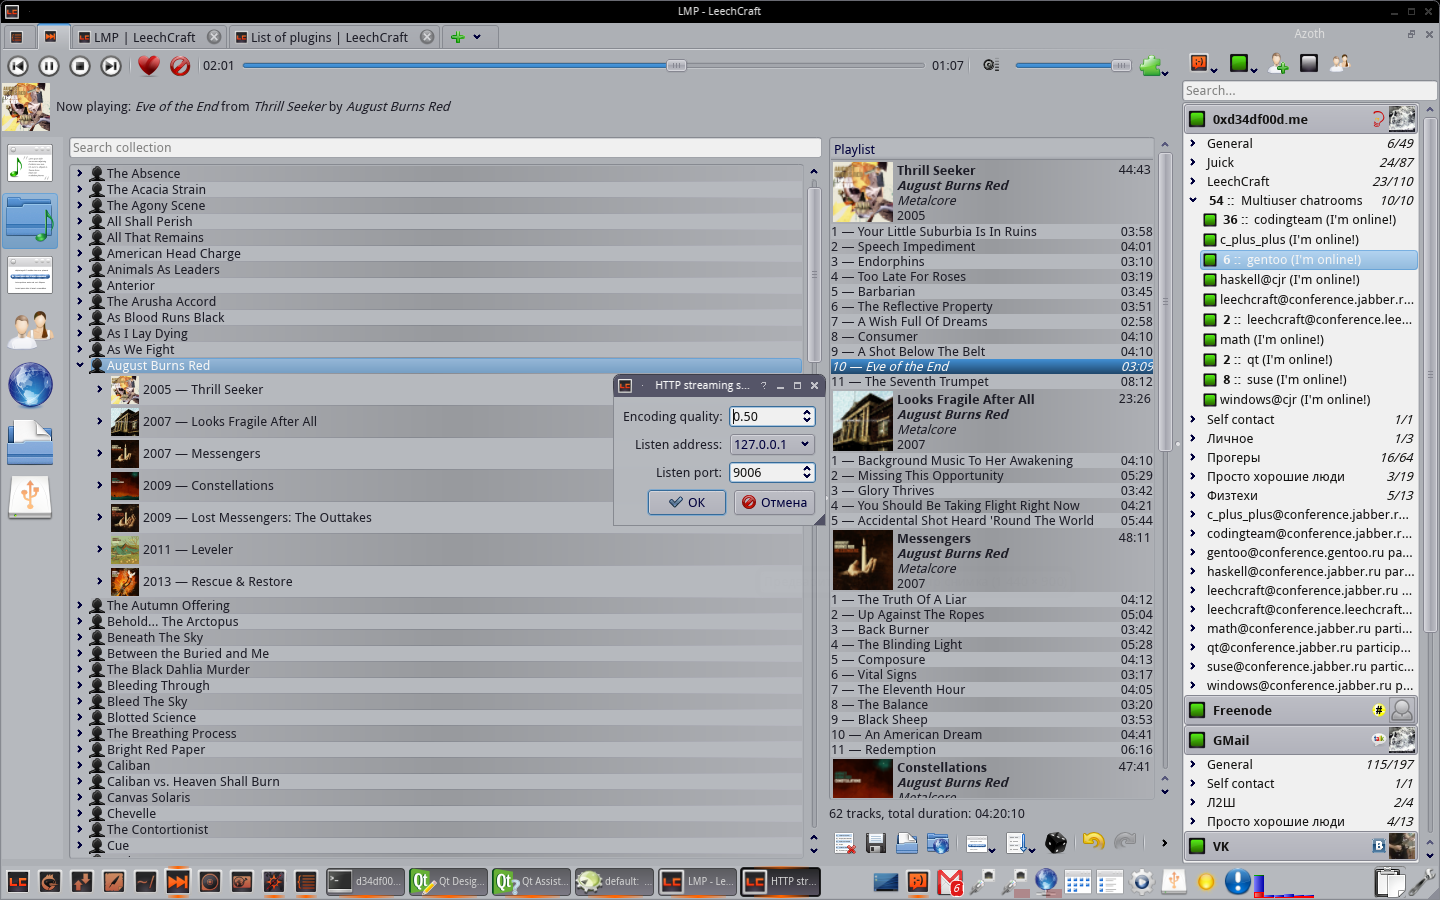 LMP - LeechCraft
LMP | LeechCraft
List of plugins | LeechCraft
Azoth
02:01
01:07
Now playing: Eve of the End from Thrill Seeker by August Burns Red
Search collection
The Absence
The Acacia Strain
The Agony Scene
All Shall Perish
All That Remains
American Head Charge
Animals As Leaders
Anterior
The Arusha Accord
As Blood Runs Black
As I Lay Dying
As We Fight
August Burns Red
2005 — Thrill Seeker
2007 — Looks Fragile After All
2007 — Messengers
2009 — Constellations
2009 — Lost Messengers: The Outtakes
2011 — Leveler
2013 — Rescue & Restore
The Autumn Offering
Behold... The Arctopus
Beneath The Sky
Between the Buried and Me
The Black Dahlia Murder
Bleeding Through
Bleed The Sky
Blotted Science
The Breathing Process
Bright Red Paper
Caliban
Caliban vs. Heaven Shall Burn
Canvas Solaris
Chevelle
The Contortionist
Cue
HTTP streaming s... ?
Encoding quality: 0.50
Listen address: 127.0.0.1
Listen port: 9006
OK
Отмена
Playlist
Thrill Seeker 44:43
August Burns Red
Metalcore
2005
1 — Your Little Suburbia Is In Ruins 03:58
2 — Speech Impediment 04:01
3 — Endorphins 03:10
4 — Too Late For Roses 03:19
5 — Barbarian 03:45
6 — The Reflective Property 03:51
7 — A Wish Full Of Dreams 02:58
8 — Consumer 04:10
9 — A Shot Below The Belt 04:10
10 — Eve of the End 03:09
11 — The Seventh Trumpet 08:12
Looks Fragile After All 23:26
August Burns Red
Metalcore
2007
1 — Background Music To Her Awakening 04:10
2 — Missing This Opportunity 05:29
3 — Glory Thrives 03:42
4 — You Should Be Taking Flight Right Now 04:21
5 — Accidental Shot Heard 'Round The World 05:44
Messengers 48:11
August Burns Red
Metalcore
2007
1 — The Truth Of A Liar 04:12
2 — Up Against The Ropes 05:04
3 — Back Burner 03:42
4 — The Blinding Light 05:28
5 — Composure 04:13
6 — Vital Signs 03:17
7 — The Eleventh Hour 04:05
8 — The Balance 03:20
9 — Black Sheep 03:53
10 — An American Dream 04:41
11 — Redemption 06:16
Constellations 47:41
August Burns Red
Metalcore
62 tracks, total duration: 04:20:10
Search...
0xd34df00d.me
General 6/49
Juick 24/87
LeechCraft 23/110
54 :: Multiuser chatrooms 10/10
36 :: codingteam (I'm online!)
c_plus_plus (I'm online!)
6 :: gentoo (I'm online!)
haskell@cjr (I'm online!)
leechcraft@conference.jabber.r...
2 :: leechcraft@conference.lee...
math (I'm online!)
2 :: qt (I'm online!)
8 :: suse (I'm online!)
windows@cjr (I'm online!)
Self contact 1/1
Личное 1/3
Прогеры 16/64
Просто хорошие люди 3/19
Физтехи 5/13
c_plus_plus@conference.jabber.r...
codingteam@conference.jabber.r...
gentoo@conference.gentoo.ru pa...
haskell@conference.jabber.ru par...
leechcraft@conference.jabber.ru ...
leechcraft@conference.leechcraft...
math@conference.jabber.ru parti...
qt@conference.jabber.ru particip...
suse@conference.jabber.ru partic...
windows@conference.jabber.ru p...
Freenode #
GMail talk
General 115/197
Self contact 1/1
Л2Ш 2/4
Просто хорошие люди 4/13
VK B
d34df00...
Qt Desig...
Qt Assist...
default: ...
LMP - Le...
HTTP str...
6